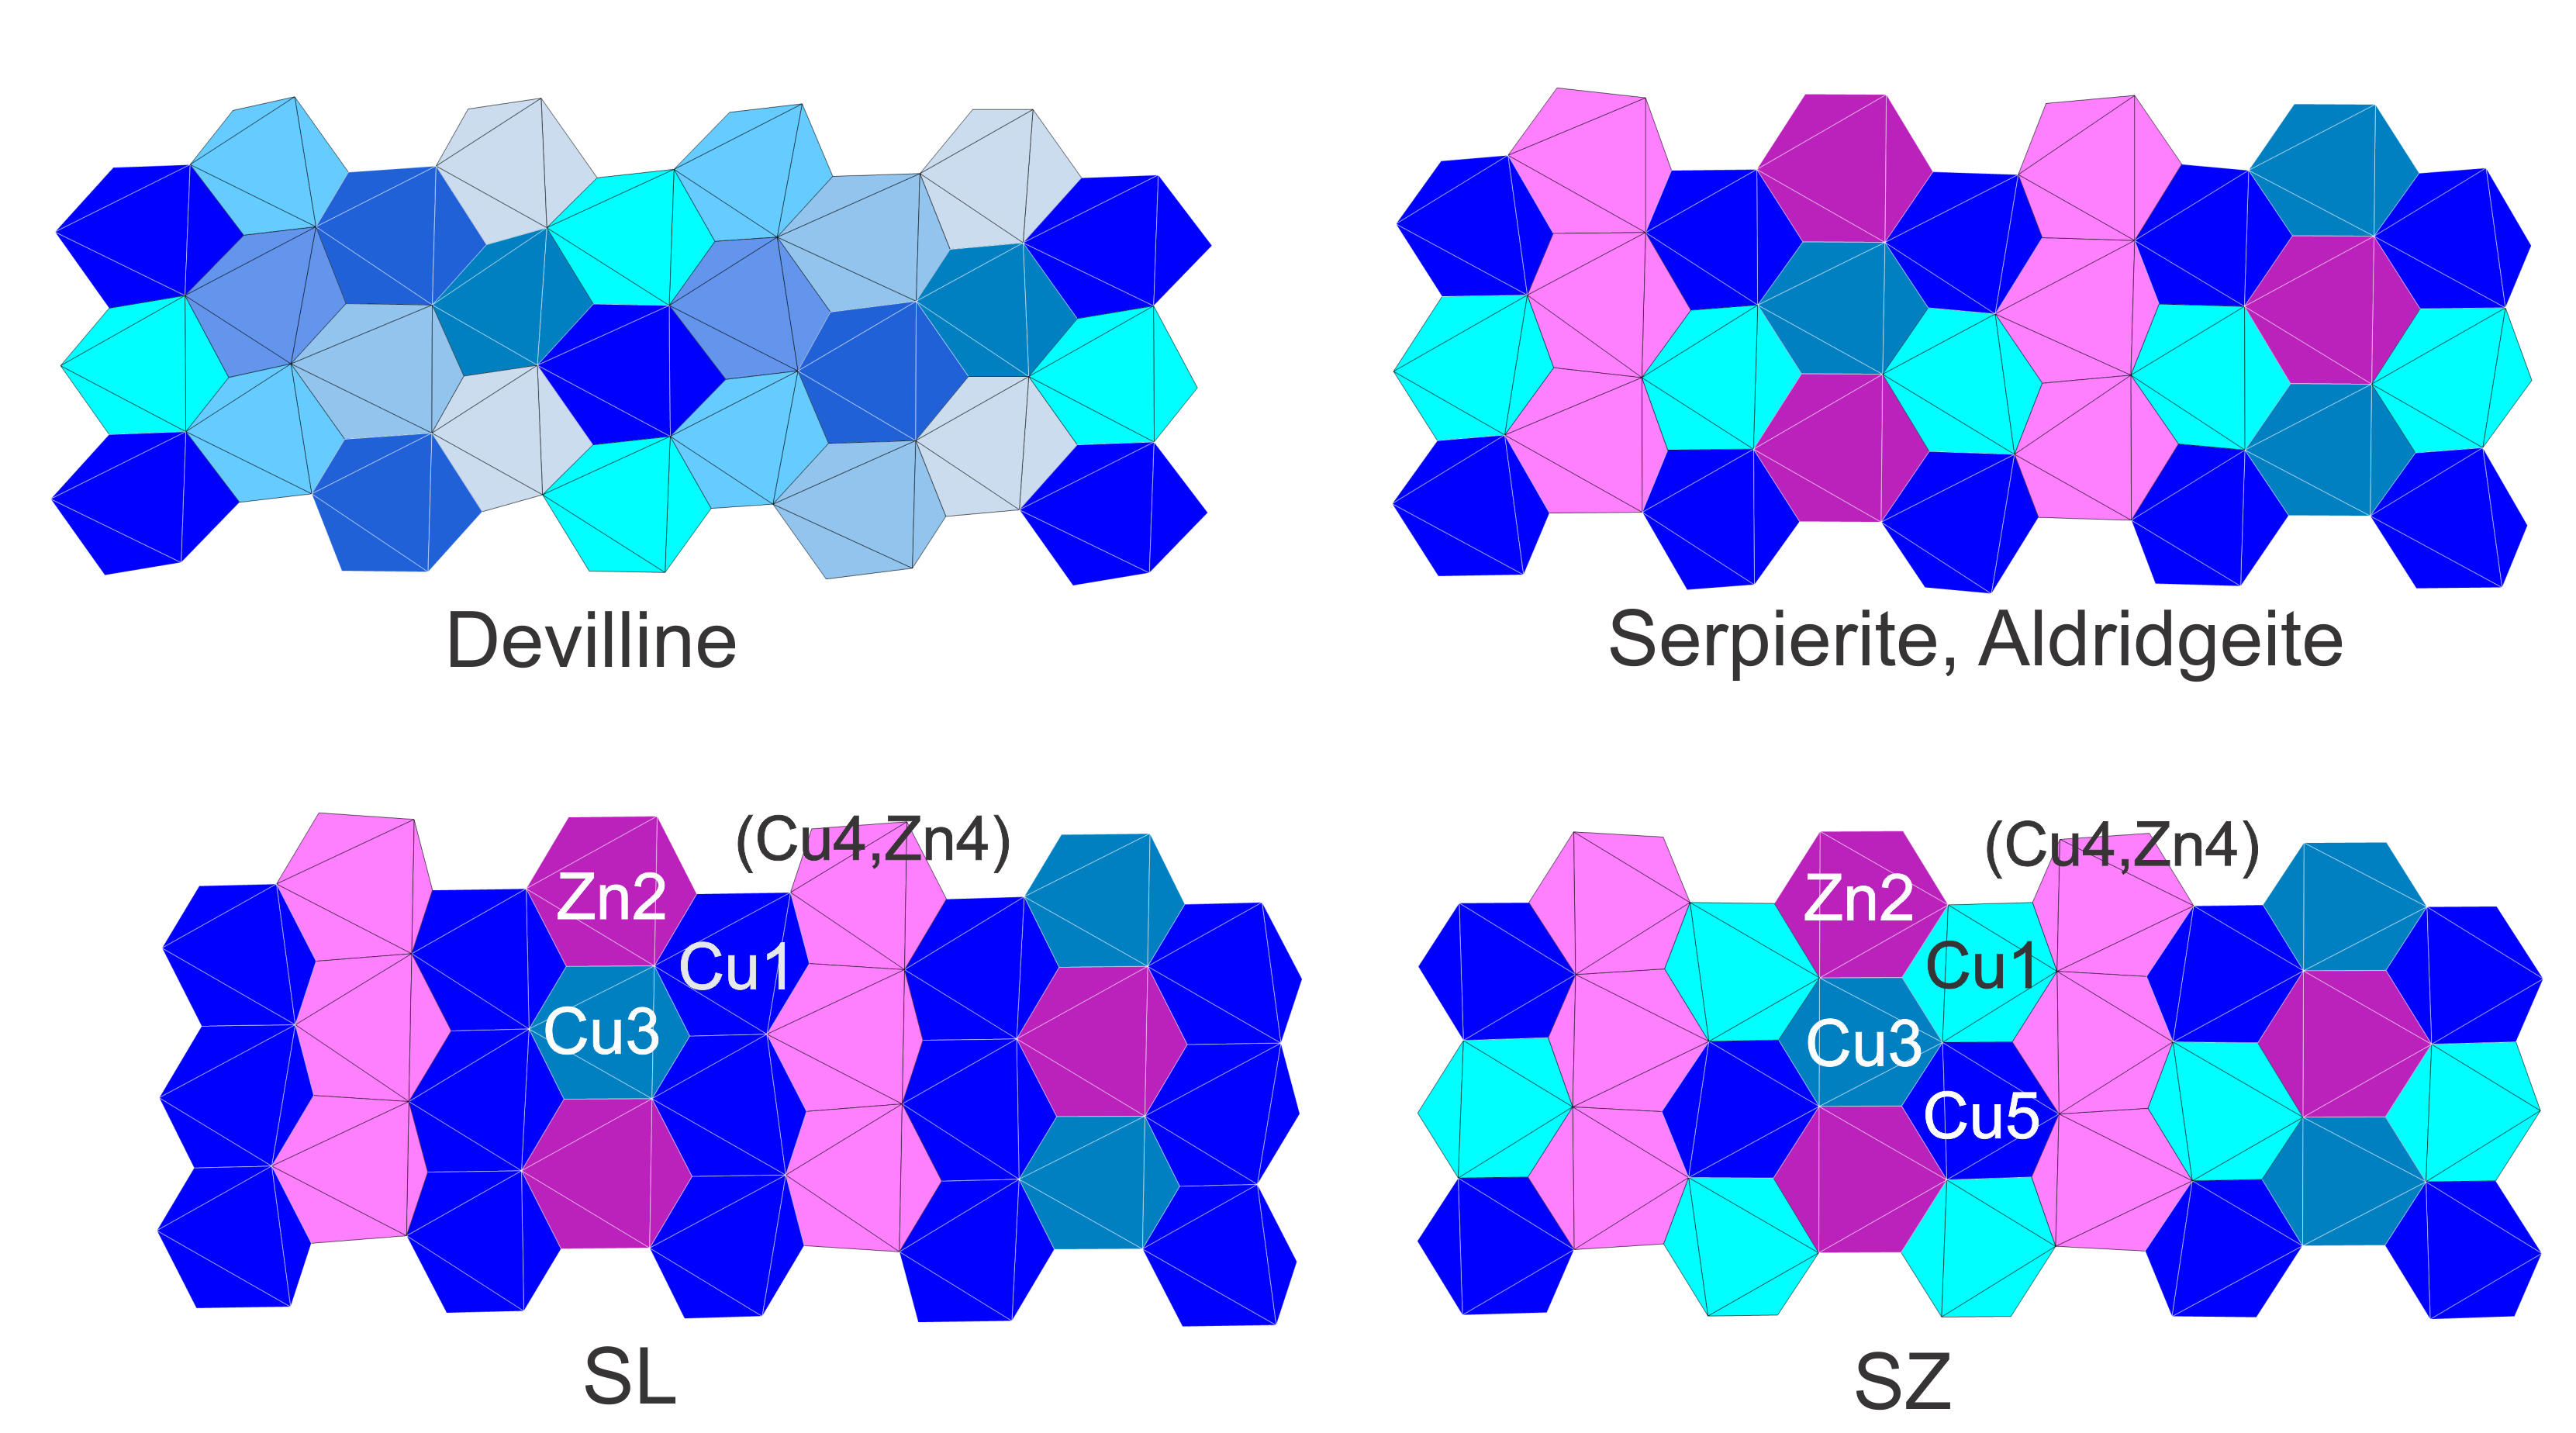 Devilline
Serpierite, Aldridgeite
(Cu4,Zn4)
Zn2
Cu1
Cu3
SL
(Cu4,Zn4)
Zn2
Cu1
Cu3
Cu5
SZ